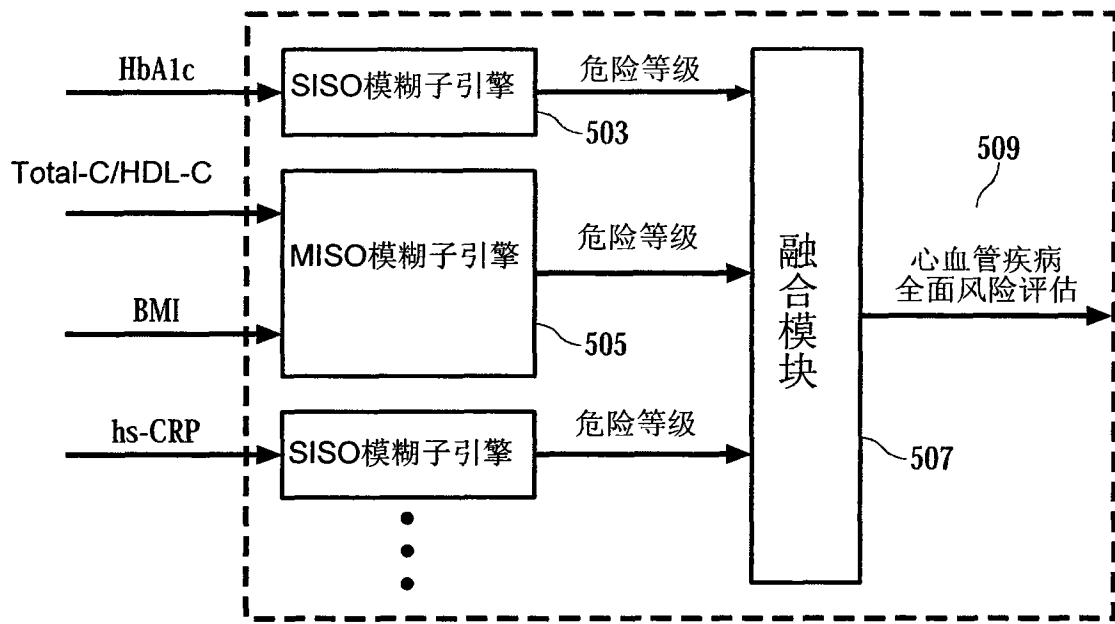 HbA1c
SISO模糊子引擎
危险等级
503
Total-C/HDL-C
MISO模糊子引擎
危险等级
BMI
505
hs-CRP
SISO模糊子引擎
危险等级
融合模块
507
509
心血管疾病
全面风险评估